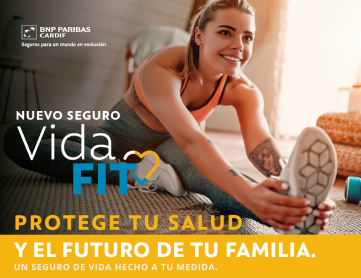 BNP PARIBAS
CARDIF
Seguros para un mundo en evolución
NUEVO SEGURO
Vida
FIT
PROTEGE TU SALUD
Y EL FUTURO DE TU FAMILIA.
UN SEGURO DE VIDA HECHO A TU MEDIDA.